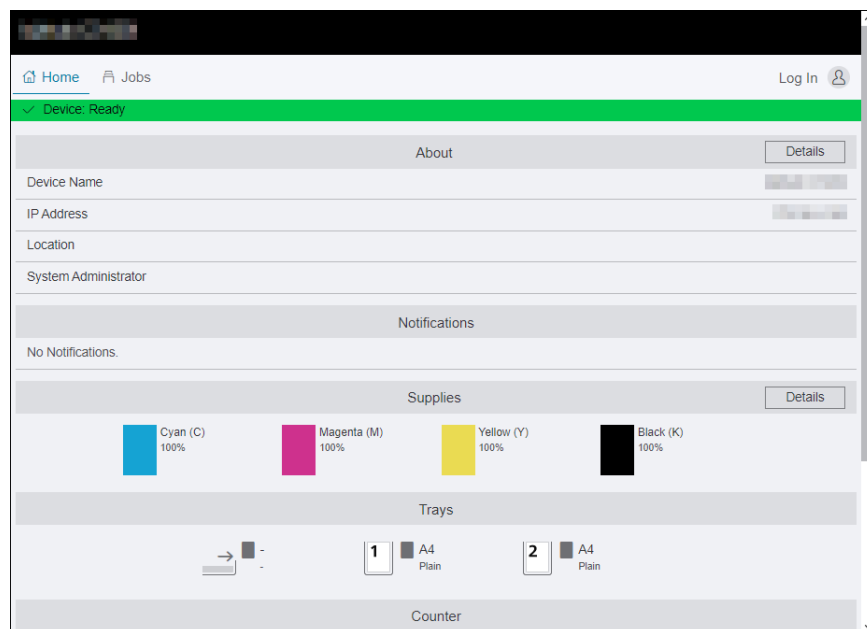 Home Jobs Log In
Device: Ready
About Details
Device Name
IP Address
Location
System Administrator
Notifications
No Notifications.
Supplies Details
Cyan (C) Magenta (M) Yellow (Y) Black (K)
100% 100% 100% 100%
Trays
- 1 A4 2 A4
- Plain Plain
Counter